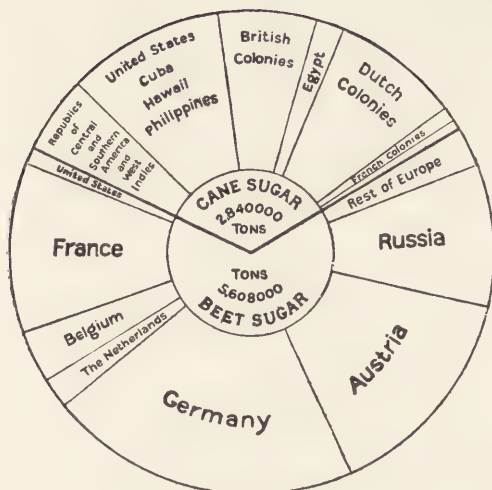 United States
Cuba
Hawaii
Philippines
British
Colonies
Egypt
Dutch
Colonies
French Colonies
Rest of Europe
Republics
of
Central
and
Southern
America
and
West
Indies
United States
CANE SUGAR
2,840000
TONS
TONS
5,608000
BEET SUGAR
France
Russia
Belgium
The Netherlands
Germany
Austria